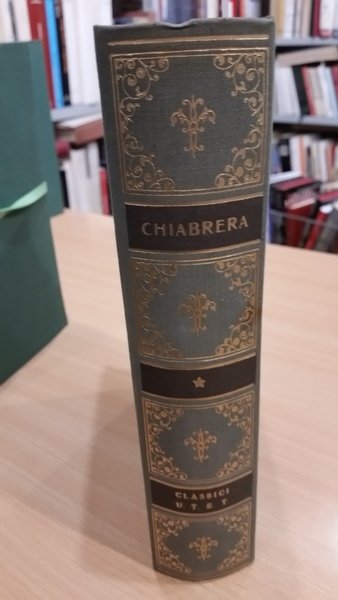 CHIABRERA
CLASSICI
U. T. E. T.